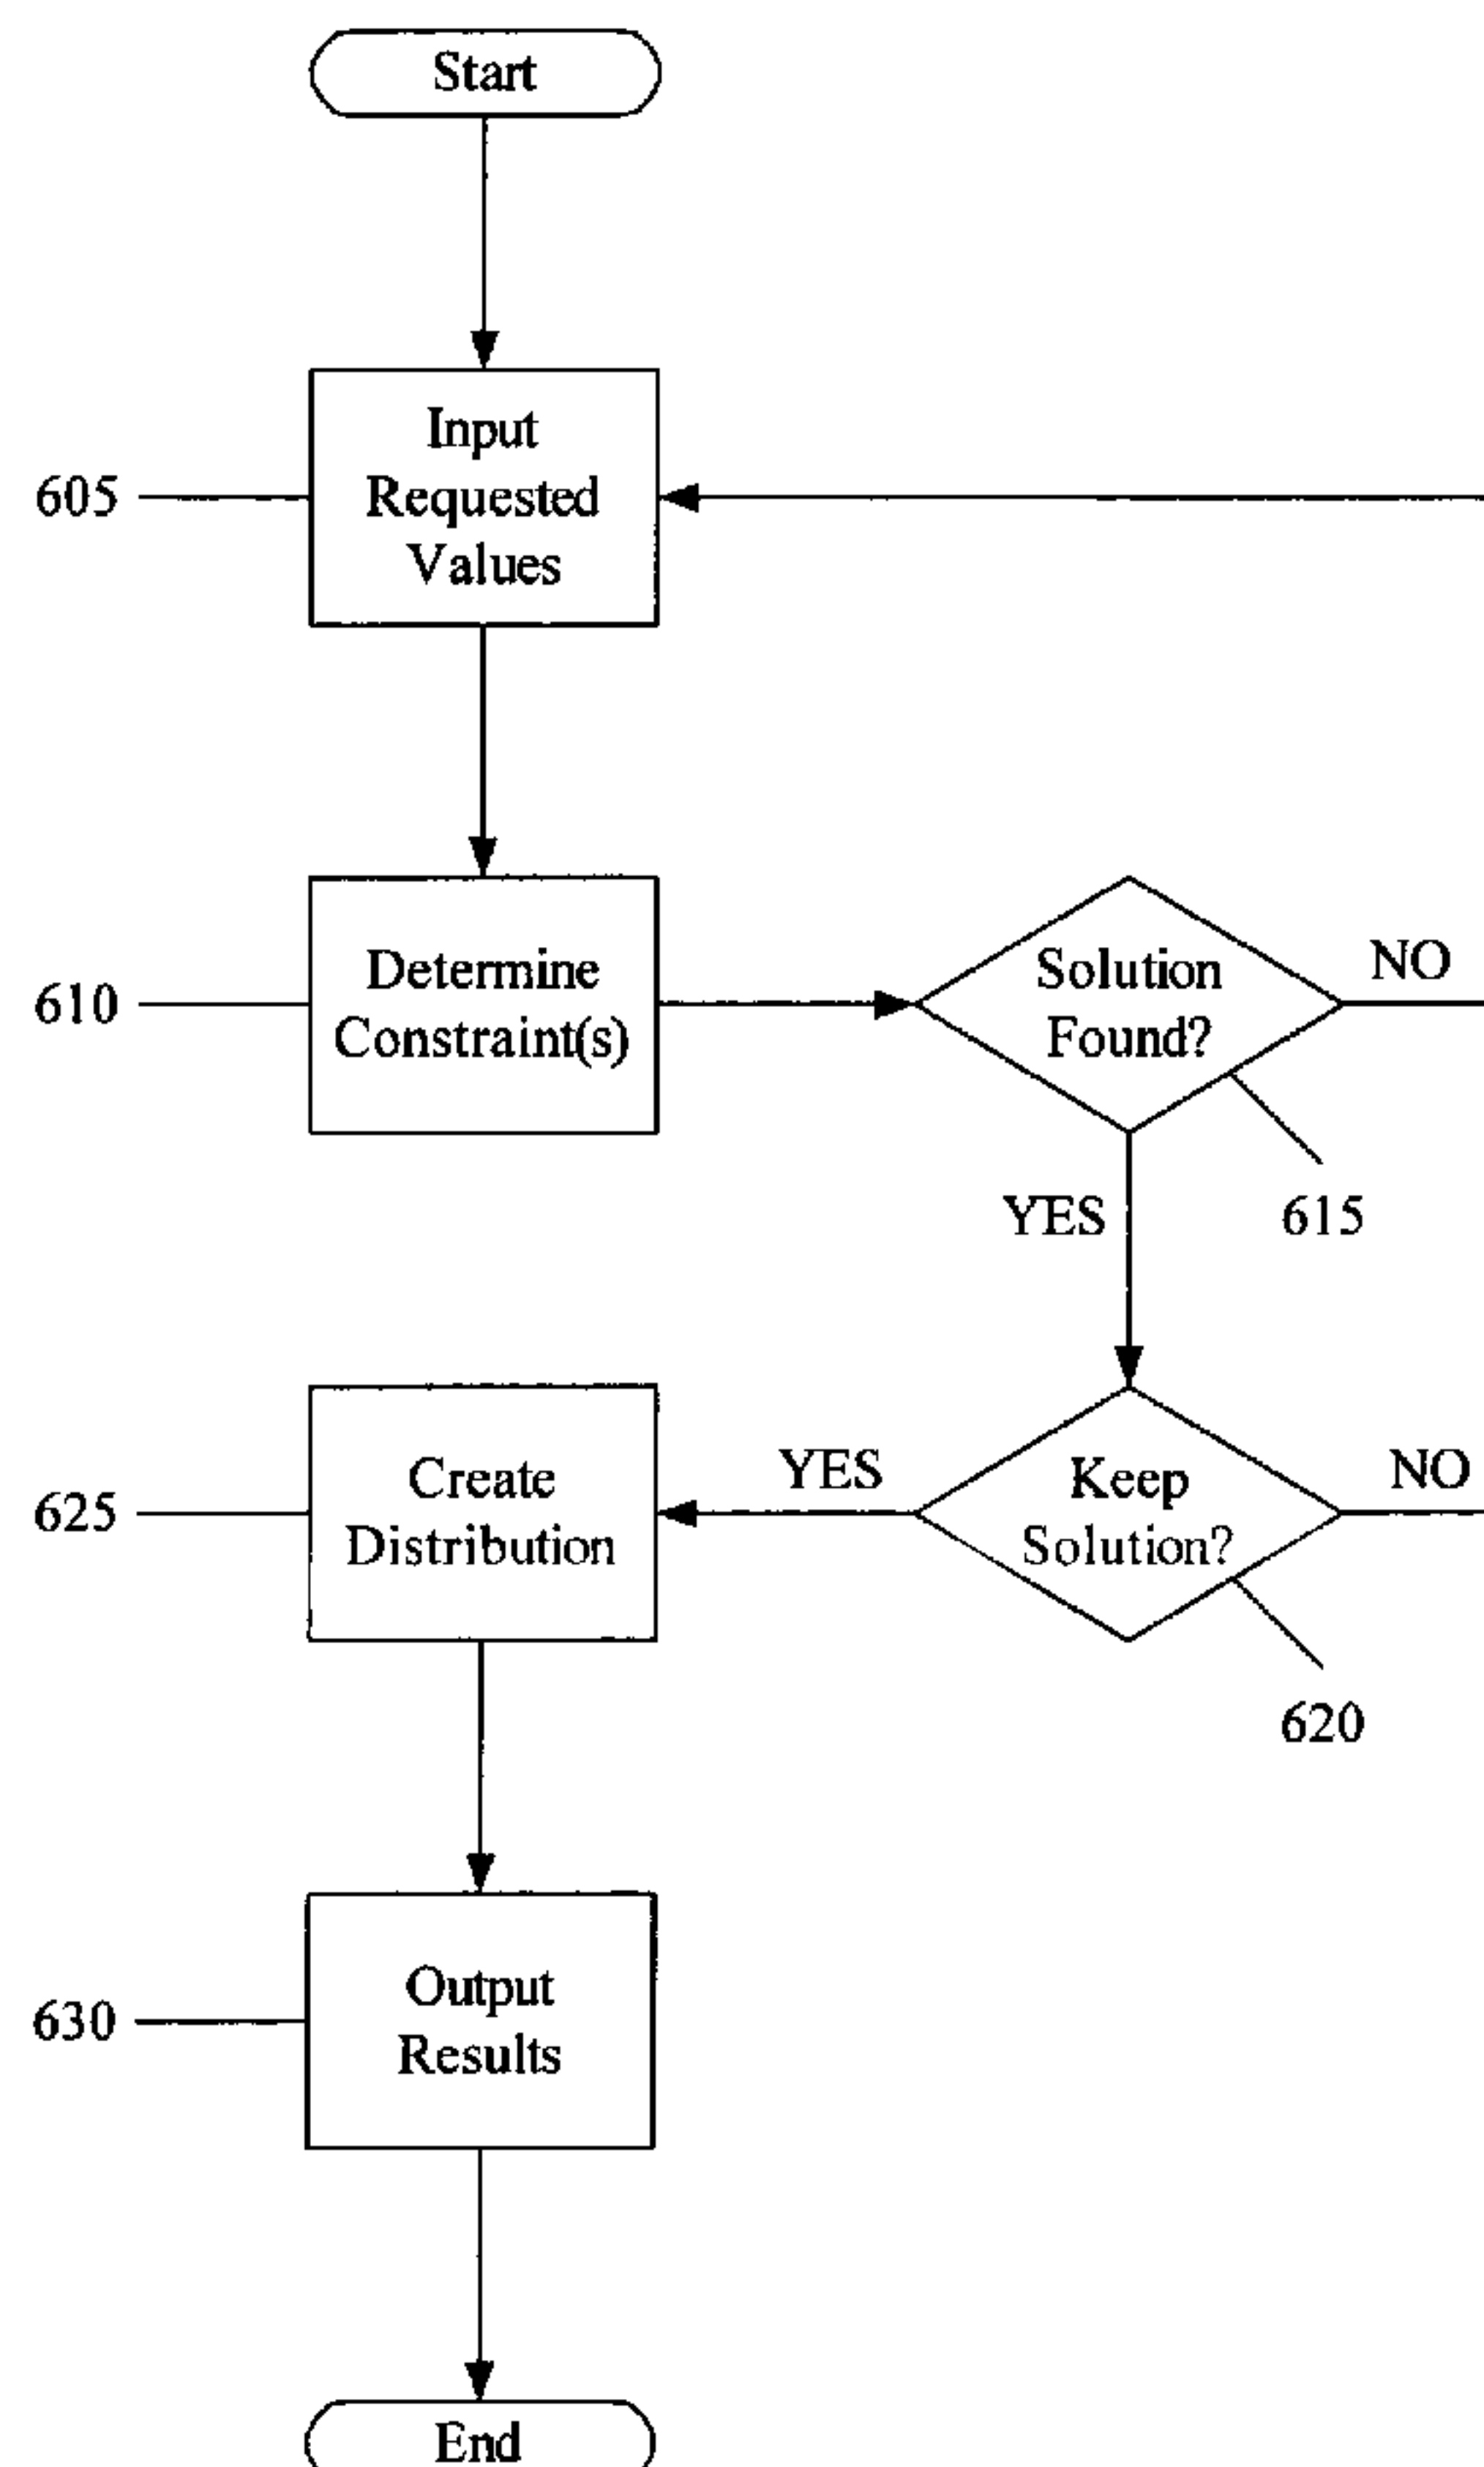 Start
Input
Requested
Values
605
Determine
Constraint(s)
610
Solution
Found?
NO
615
YES
Create
Distribution
625
YES
Keep
Solution?
NO
620
Output
Results
630
End